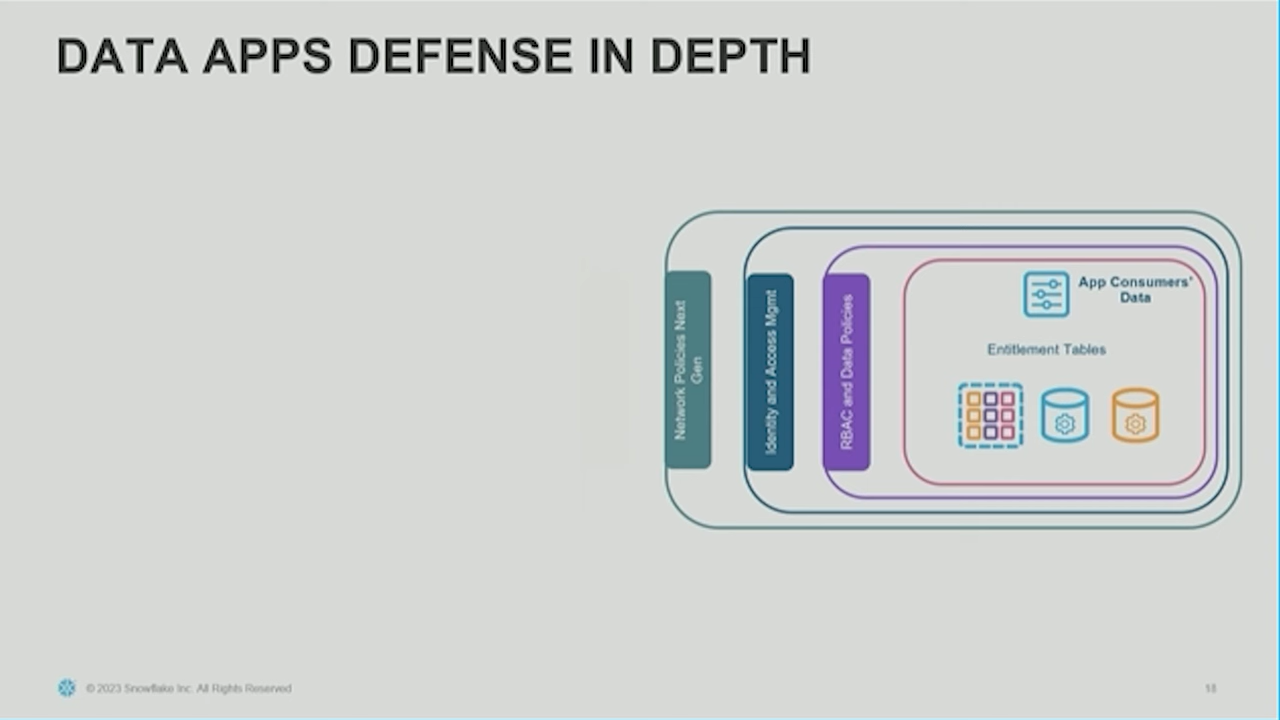 DATA APPS DEFENSE IN DEPTH
Network Policies Next
Gen
Identity and Access Mgmt
RBAC and Data Policies
App Consumers'
Data
Entitlement Tables
© 2023 Snowflake Inc. All Rights Reserved
18